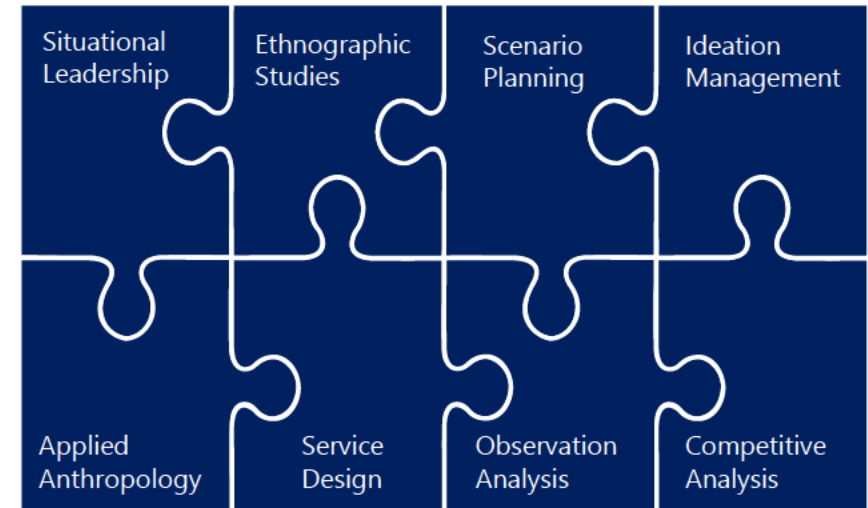 Situational
Leadership
Ethnographic
Studies
Scenario
Planning
Ideation
Management
Applied
Anthropology
Service
Design
Observation
Analysis
Competitive
Analysis